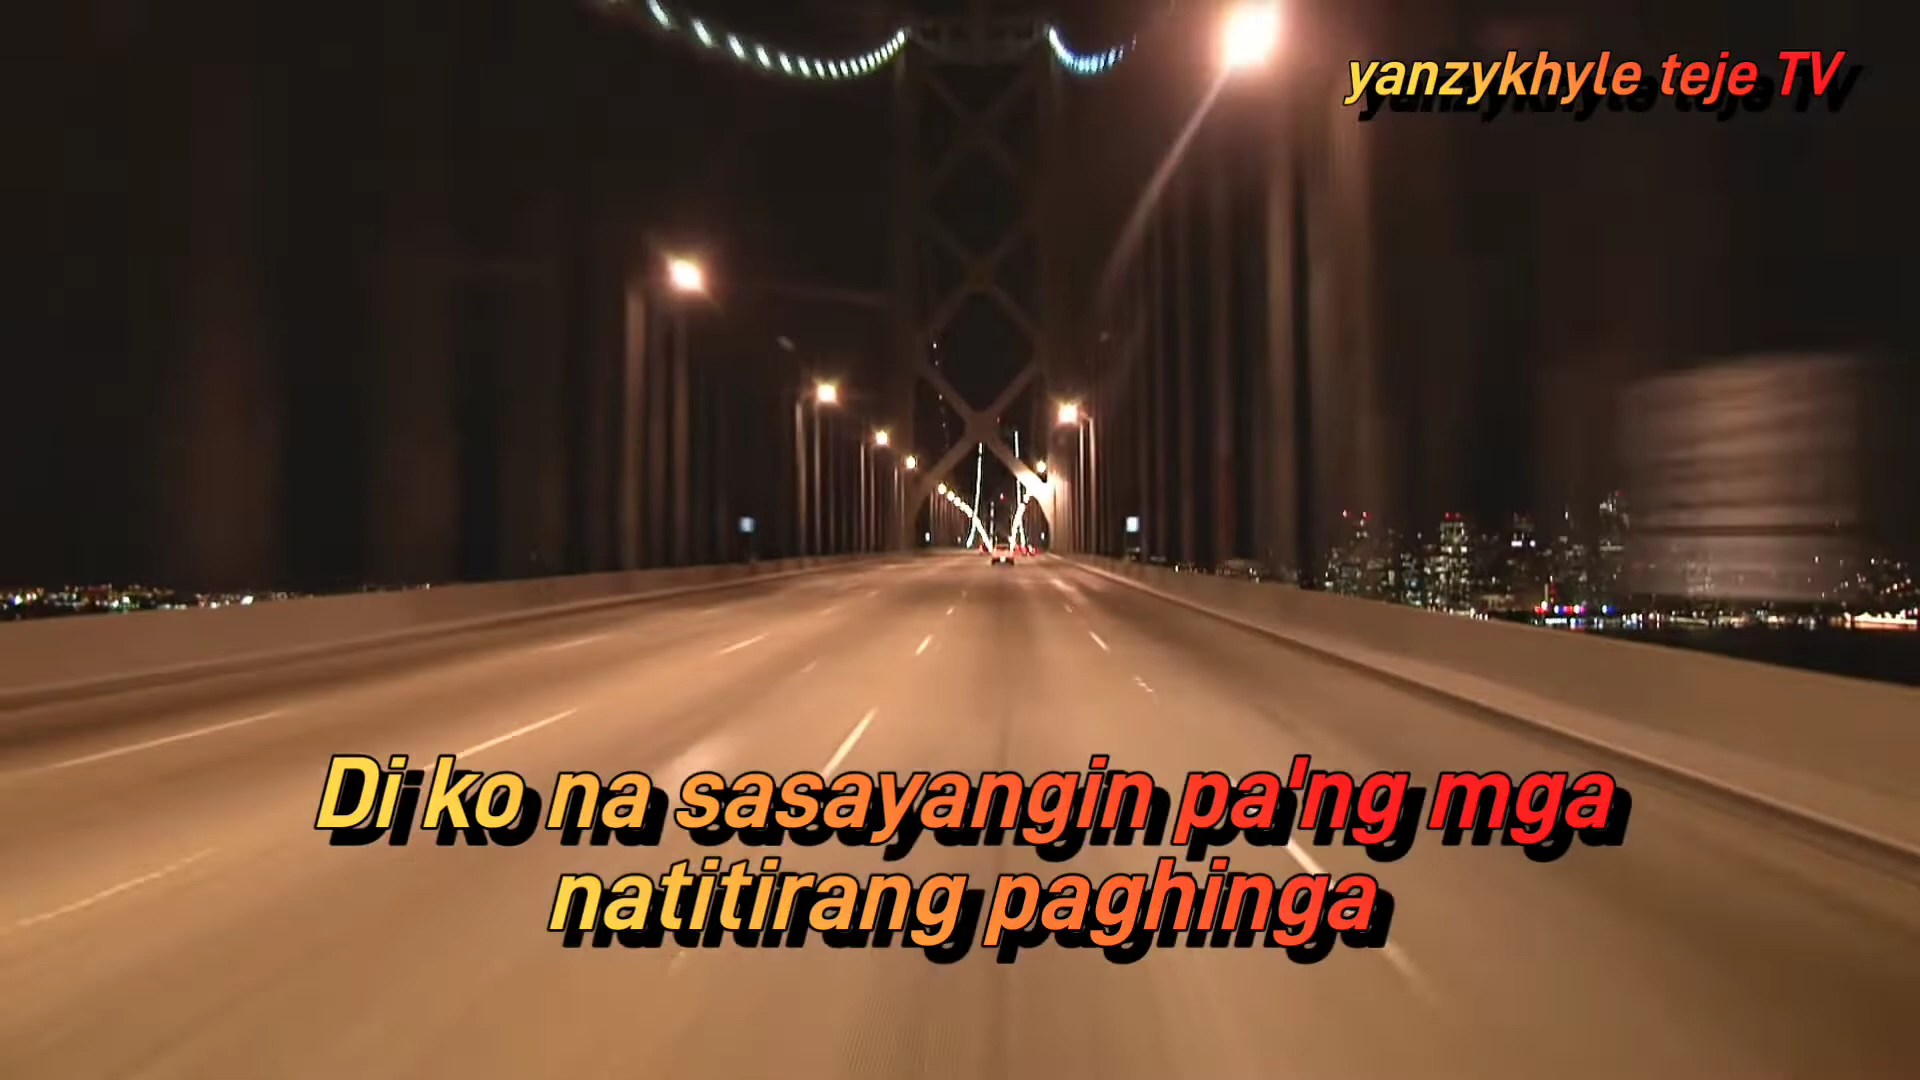 yanzykhyle teje TV
Di ko na sasayangin pa'ng mga
natitirang paghinga